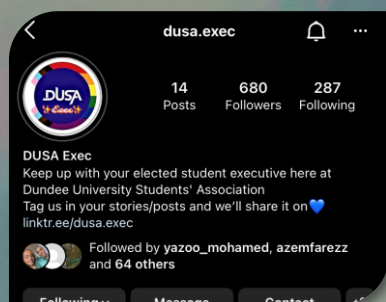 dusa.exec
DUSA
Exec
14 680 287
Posts Followers Following
DUSA Exec
Keep up with your elected student executive here at
Dundee University Students' Association
Tag us in your stories/posts and we'll share it on💙
linktr.ee/dusa.exec
Followed by yazoo_mohamed, azemfarezz
and 64 others
Following Message Contact